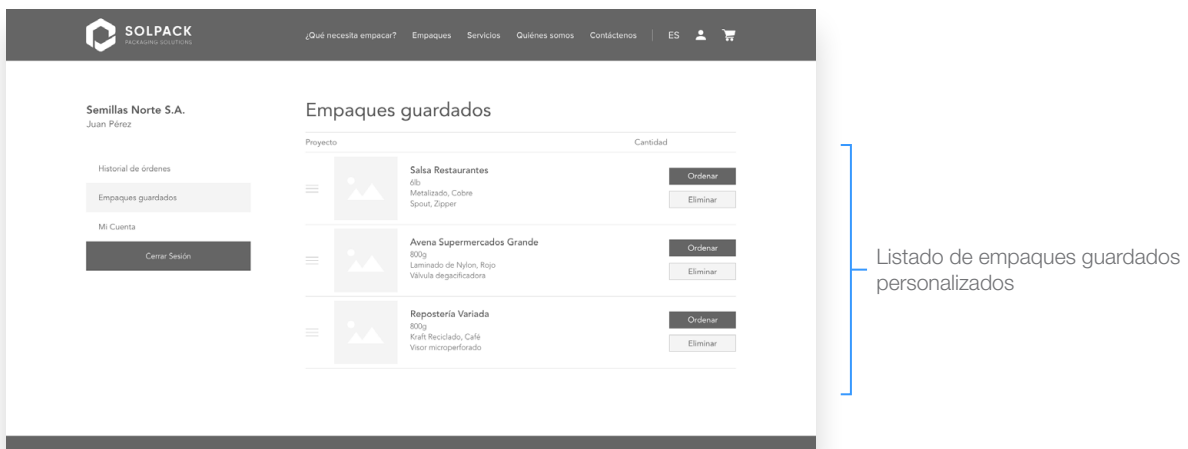 SOLPACK
PACKAGING SOLUTIONS
¿Qué necesita empacar? Empaques Servicios Quiénes somos Contáctenos ES
Semillas Norte S.A.
Juan Pérez
Historial de órdenes
Empaques guardados
Mi Cuenta
Cerrar Sesión
Empaques guardados
Proyecto Cantidad
Salsa Restaurantes
6lb
Metalizado, Cobre
Spout, Zipper
Ordenar
Eliminar
Avena Supermercados Grande
800g
Laminado de Nylon, Rojo
Válvula degacificadora
Ordenar
Eliminar
Repostería Variada
800g
Kraft Reciclado, Café
Visor microperforado
Ordenar
Eliminar
Listado de empaques guardados
personalizados